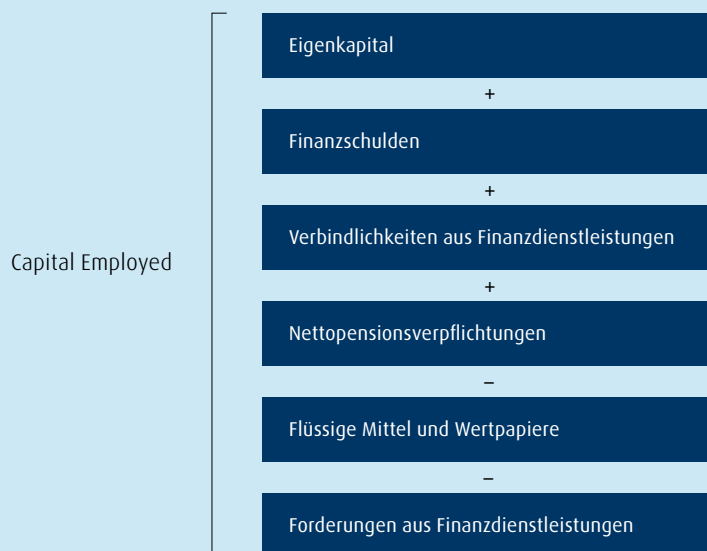 Eigenkapital
+
Finanzschulden
+
Verbindlichkeiten aus Finanzdienstleistungen
+
Capital Employed
Nettopensionsverpflichtungen
–
Flüssige Mittel und Wertpapiere
–
Forderungen aus Finanzdienstleistungen